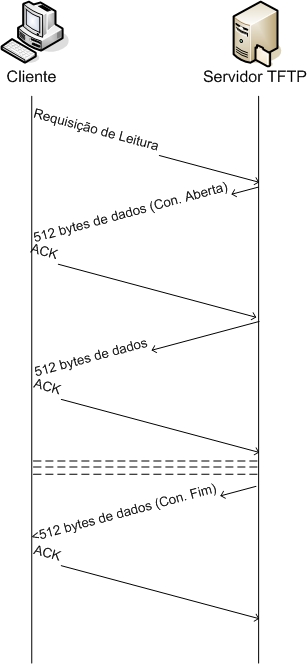 Cliente
Servidor TFTP
Requisição de Leitura
512 bytes de dados (Con. Aberta)
ACK
512 bytes de dados
ACK
<512 bytes de dados (Con. Fim)
ACK